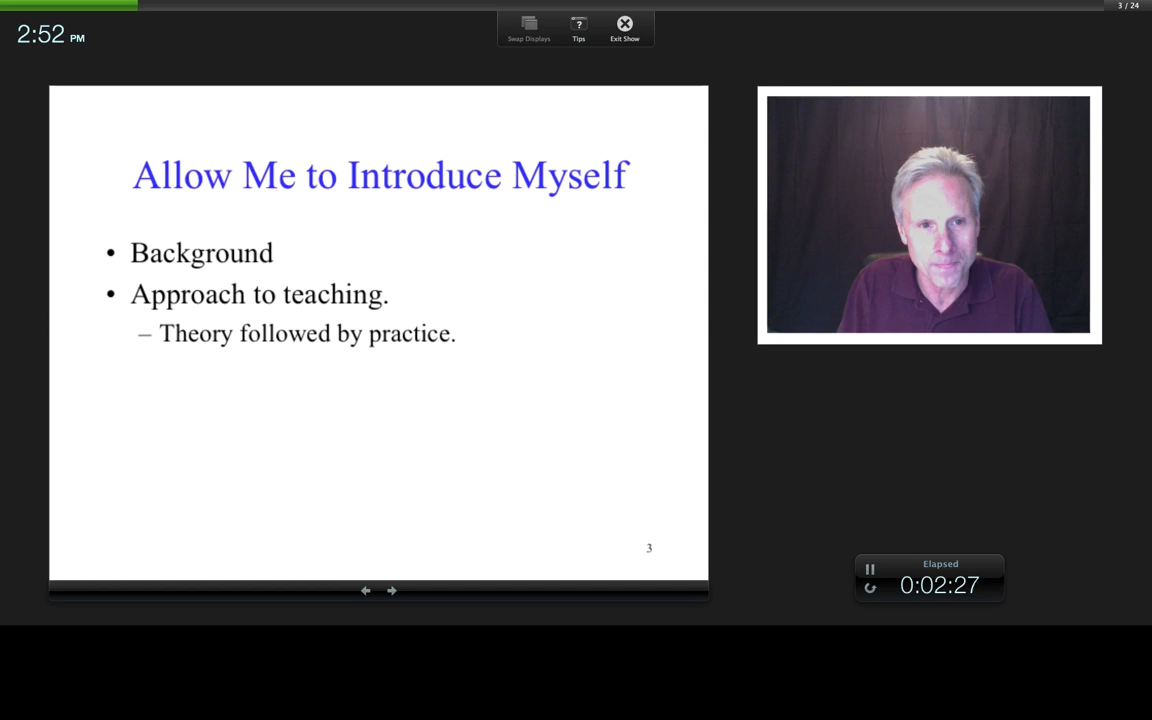 3 / 24
2:52 PM
Swap Displays
Tips
Exit Show
Allow Me to Introduce Myself
• Background
• Approach to teaching.
– Theory followed by practice.
3
Elapsed
0:02:27